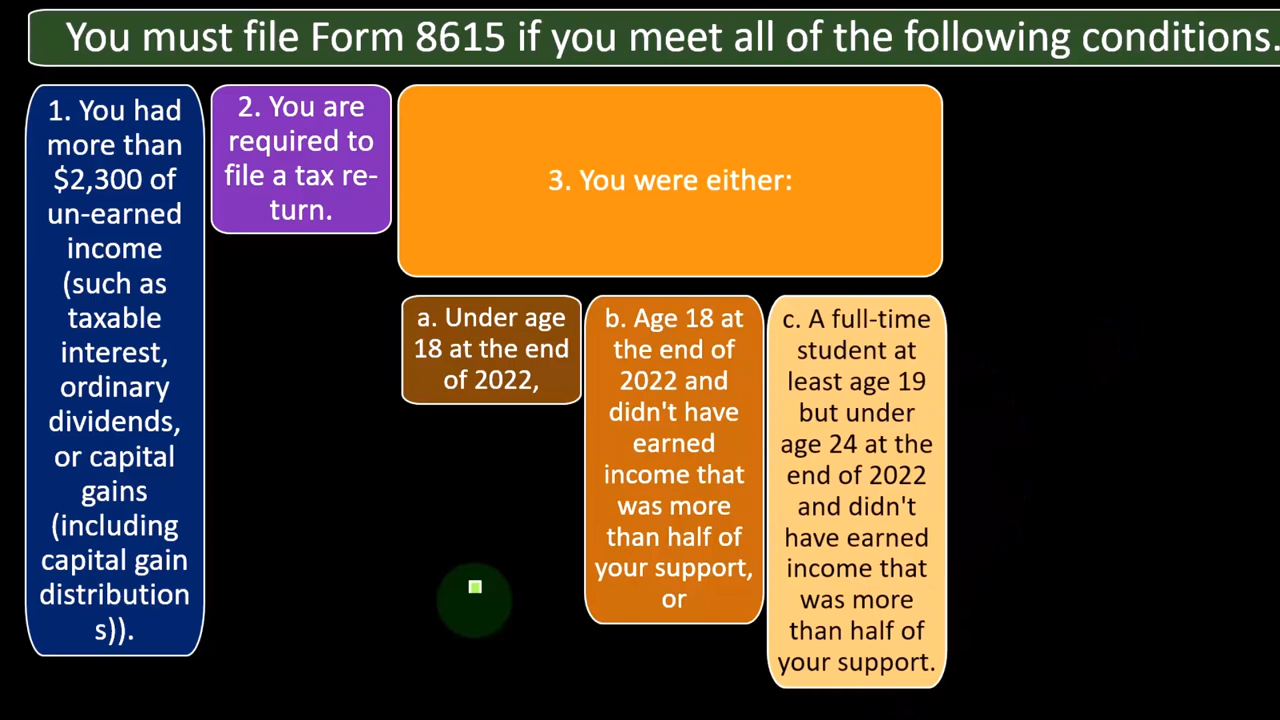 You must file Form 8615 if you meet all of the following conditions.
1. You had
more than
$2,300 of
un-earned
income
(such as
taxable
interest,
ordinary
dividends,
or capital
gains
(including
capital gain
distribution
s)).
2. You are
required to
file a tax re-
turn.
3. You were either:
a. Under age
18 at the end
of 2022,
b. Age 18 at
the end of
2022 and
didn't have
earned
income that
was more
than half of
your support,
or
c. A full-time
student at
least age 19
but under
age 24 at the
end of 2022
and didn't
have earned
income that
was more
than half of
your support.